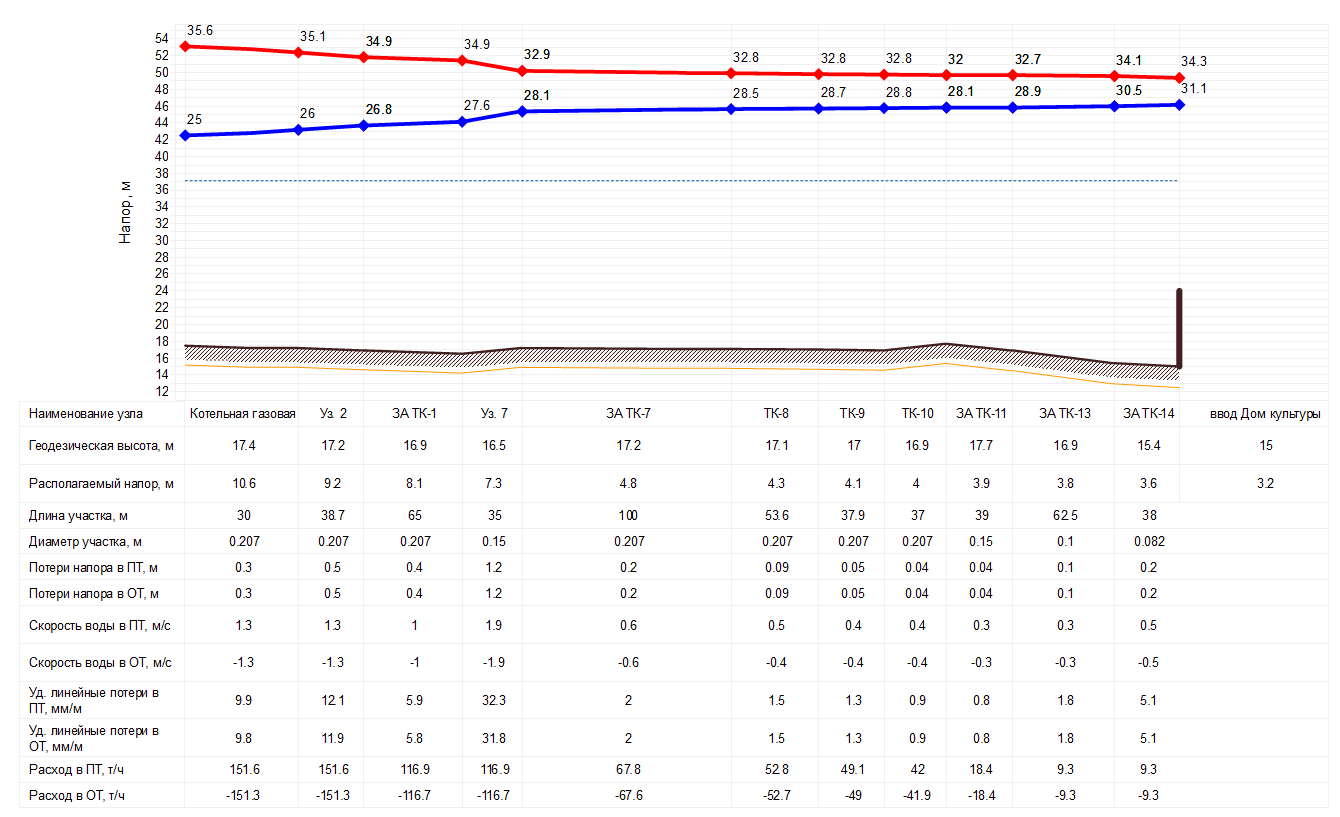 35.6 35.1 34.9 34.9 32.9 32.8 32.8 32.8 32 32.7 34.1 34.3
25 26 26.8 27.6 28.1 28.5 28.7 28.8 28.1 28.9 30.5 31.1
Напор, м
54
52
50
48
46
44
42
40
38
36
34
32
30
28
26
24
22
20
18
16
14
12
Наименование узла Котельная газовая Уз. 2 ЗА ТК-1 Уз. 7 ЗА ТК-7 ТК-8 ТК-9 ТК-10 ЗА ТК-11 ЗА ТК-13 ЗА ТК-14 ввод Дом культуры
Геодезическая высота, м 17.4 17.2 16.9 16.5 17.2 17.1 17 16.9 17.7 16.9 15.4 15
Располагаемый напор, м 10.6 9.2 8.1 7.3 4.8 4.3 4.1 4 3.9 3.8 3.6 3.2
Длина участка, м 30 38.7 65 35 100 53.6 37.9 37 39 62.5 38
Диаметр участка, м 0.207 0.207 0.207 0.15 0.207 0.207 0.207 0.207 0.15 0.1 0.082
Потери напора в ПТ, м 0.3 0.5 0.4 1.2 0.2 0.09 0.05 0.04 0.04 0.1 0.2
Потери напора в ОТ, м 0.3 0.5 0.4 1.2 0.2 0.09 0.05 0.04 0.04 0.1 0.2
Скорость воды в ПТ, м/с 1.3 1.3 1 1.9 0.6 0.5 0.4 0.4 0.3 0.3 0.5
Скорость воды в ОТ, м/с -1.3 -1.3 -1 -1.9 -0.6 -0.4 -0.4 -0.4 -0.3 -0.3 -0.5
Уд. линейные потери в
ПТ, мм/м 9.9 12.1 5.9 32.3 2 1.5 1.3 0.9 0.8 1.8 5.1
Уд. линейные потери в
ОТ, мм/м 9.8 11.9 5.8 31.8 2 1.5 1.3 0.9 0.8 1.8 5.1
Расход в ПТ, т/ч 151.6 151.6 116.9 116.9 67.8 52.8 49.1 42 18.4 9.3 9.3
Расход в ОТ, т/ч -151.3 -151.3 -116.7 -116.7 -67.6 -52.7 -49 -41.9 -18.4 -9.3 -9.3